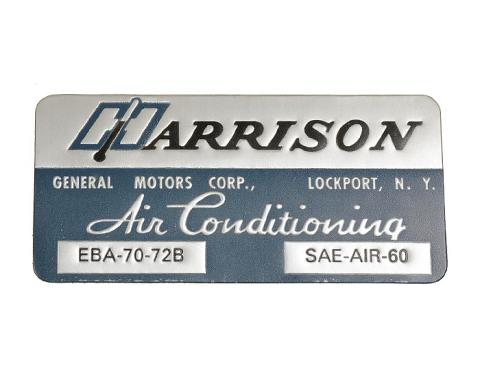 HARRISON
GENERAL MOTORS CORP., LOCKPORT, N. Y.
Air Conditioning
EBA-70-72B SAE-AIR-60